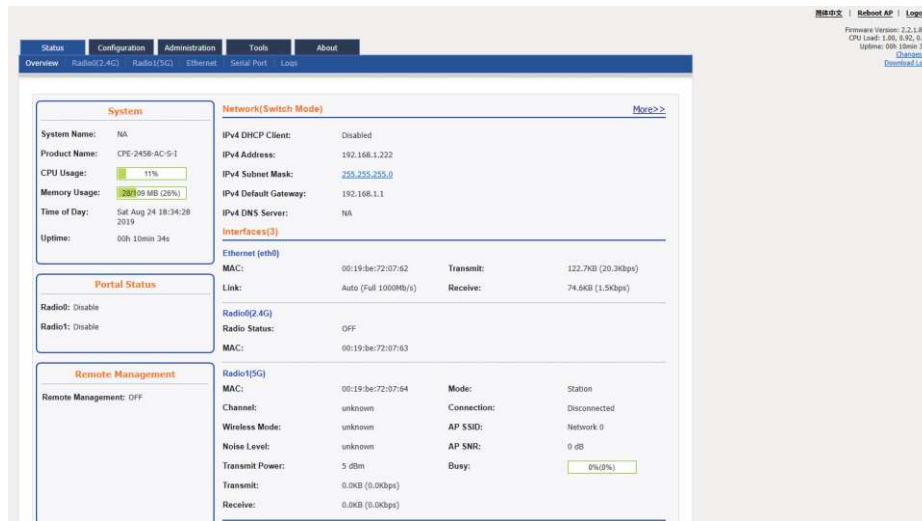 简体中文 | Reboot AP | Logo
Firmware Version: 2.2.1.8
CPU Load: 1.00, 0.92, 0.
Uptime: 00h 10min 3
Changes
Download Lo
Status Configuration Administration Tools About
Overview Radio0(2.4G) Radio1(5G) Ethernet Serial Port Logs
System
System Name: NA
Product Name: CPE-2458-AC-S-I
CPU Usage: 11%
Memory Usage: 28/109 MB (26%)
Time of Day: Sat Aug 24 18:34:28
2019
Uptime: 00h 10min 34s
Portal Status
Radio0: Disable
Radio1: Disable
Remote Management
Remote Management: OFF
Network(Switch Mode) More>>
IPv4 DHCP Client: Disabled
IPv4 Address: 192.168.1.222
IPv4 Subnet Mask: 255.255.255.0
IPv4 Default Gateway: 192.168.1.1
IPv4 DNS Server: NA
Interfaces(3)
Ethernet (eth0)
MAC: 00:19:be:72:07:62 Transmit: 122.7KB (20.3Kbps)
Link: Auto (Full 1000Mb/s) Receive: 74.6KB (1.5Kbps)
Radio0(2.4G)
Radio Status: OFF
MAC: 00:19:be:72:07:63
Radio1(5G)
MAC: 00:19:be:72:07:64 Mode: Station
Channel: unknown Connection: Disconnected
Wireless Mode: unknown AP SSID: Network 0
Noise Level: unknown AP SNR: 0 dB
Transmit Power: 5 dBm Busy: 0%(0%)
Transmit: 0.0KB (0.0Kbps)
Receive: 0.0KB (0.0Kbps)